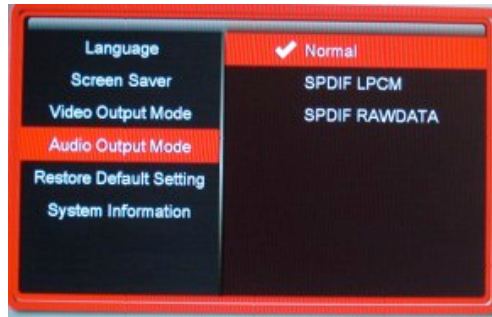 Language
Screen Saver
Video Output Mode
Audio Output Mode
Restore Default Setting
System Information
Normal
SPDIF LPCM
SPDIF RAWDATA